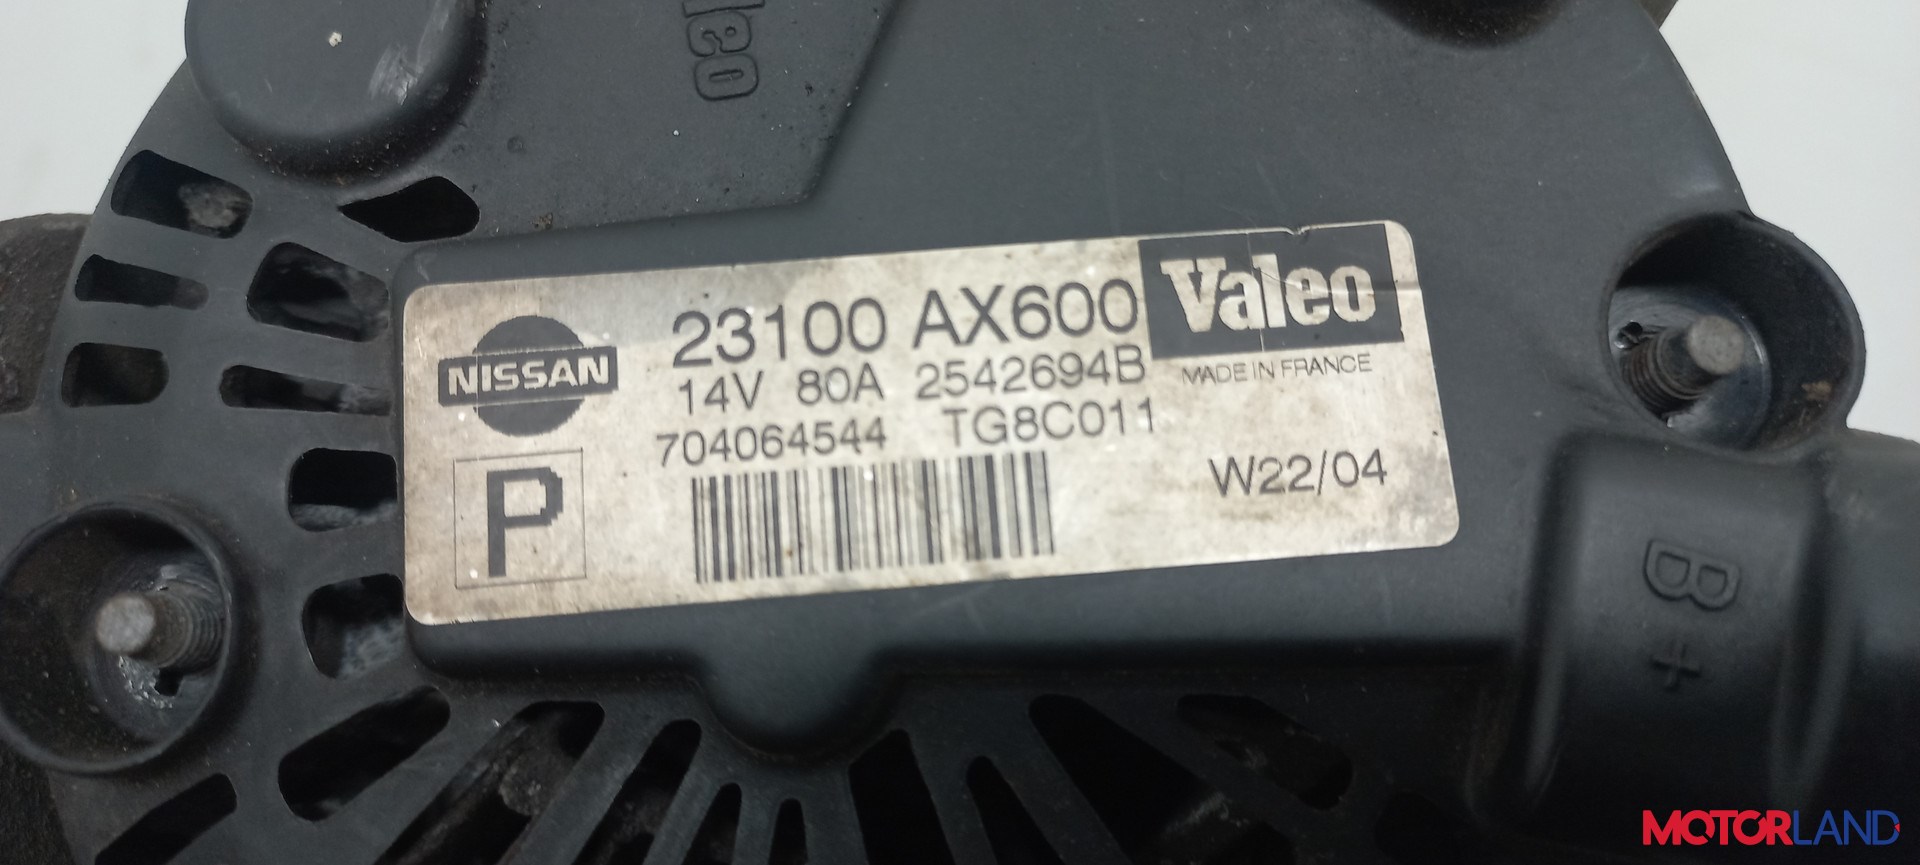 NISSAN
23100 AX600
14V 80A 2542694B
704064544 TG8C011
P
Valeo
MADE IN FRANCE
W22/04
B+
MOTORLAND